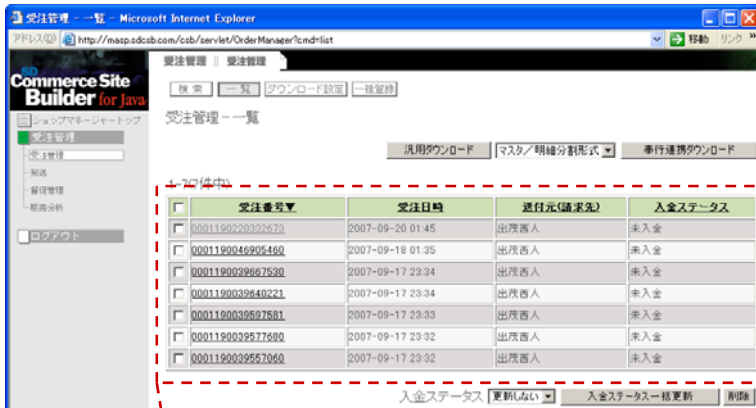 受注管理 - 一覧 - Microsoft Internet Explorer
アドレス(D) http://masp.sdcsb.com/csb/servlet/OrderManager?cmd=list 移動 リンク »
SD Commerce Site Builder for Java
受注管理 || 受注管理
検索 一覧 ダウンロード設定 一括登録
ショップマネージャートップ
受注管理
受注管理
発送
督促管理
販売分析
ログアウト
受注管理－一覧
汎用ダウンロード マスタ／明細分割形式 奉行連携ダウンロード
1-7(7件中)
受注番号▼ 受注日時 送付元(請求先) 入金ステータス
0001190220332673 2007-09-20 01:45 出茂西人 未入金
0001190046905460 2007-09-18 01:35 出茂西人 未入金
0001190039667530 2007-09-17 23:34 出茂西人 未入金
0001190039640221 2007-09-17 23:34 出茂西人 未入金
0001190039597581 2007-09-17 23:33 出茂西人 未入金
0001190039577680 2007-09-17 23:32 出茂西人 未入金
0001190039557060 2007-09-17 23:32 出茂西人 未入金
入金ステータス 更新しない 入金ステータス一括更新 削除